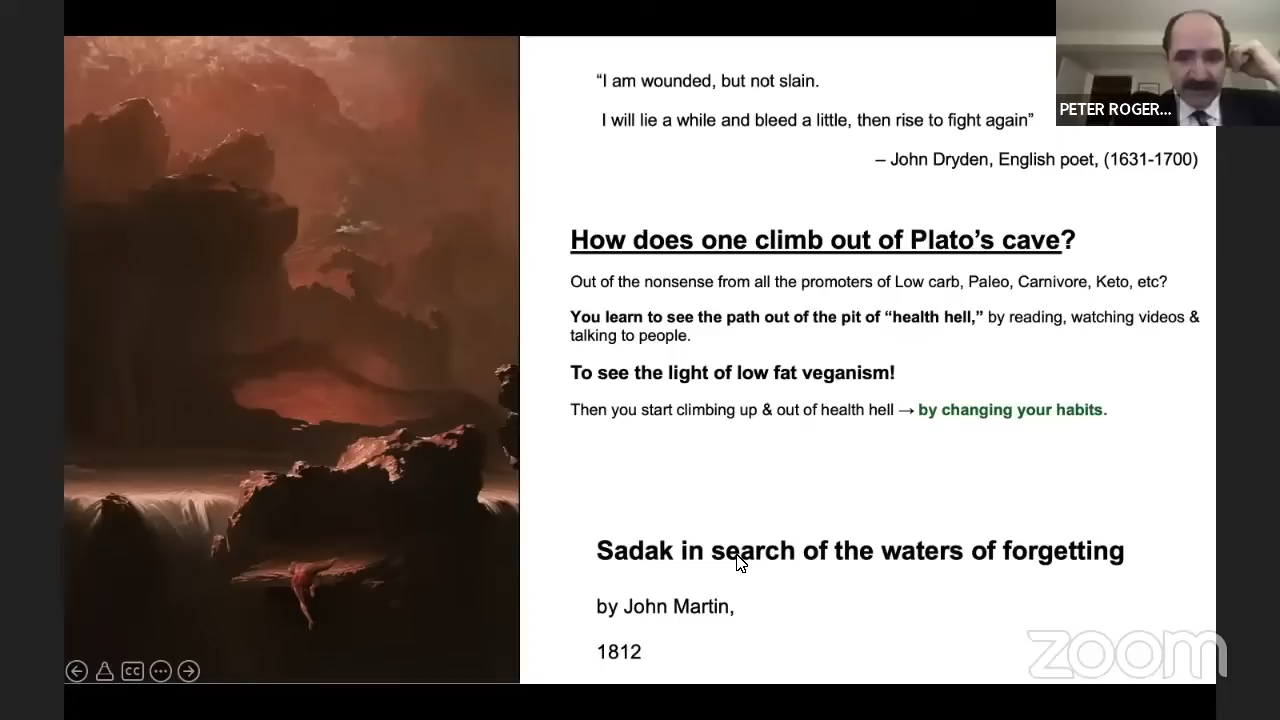 “I am wounded, but not slain.
I will lie a while and bleed a little, then rise to fight again”
– John Dryden, English poet, (1631-1700)
PETER ROGER...
How does one climb out of Plato’s cave?
Out of the nonsense from all the promoters of Low carb, Paleo, Carnivore, Keto, etc?
You learn to see the path out of the pit of “health hell,” by reading, watching videos &
talking to people.
To see the light of low fat veganism!
Then you start climbing up & out of health hell → by changing your habits.
Sadak in search of the waters of forgetting
by John Martin,
1812
zoom
CC